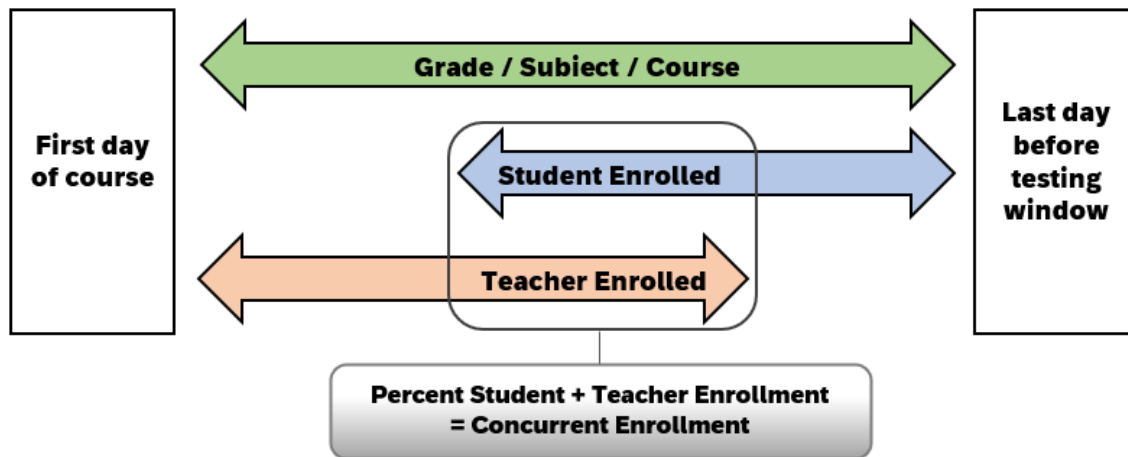 First day
of course
Grade / Subiect / Course
Student Enrolled
Teacher Enrolled
Last day
before
testing
window
Percent Student + Teacher Enrollment
= Concurrent Enrollment